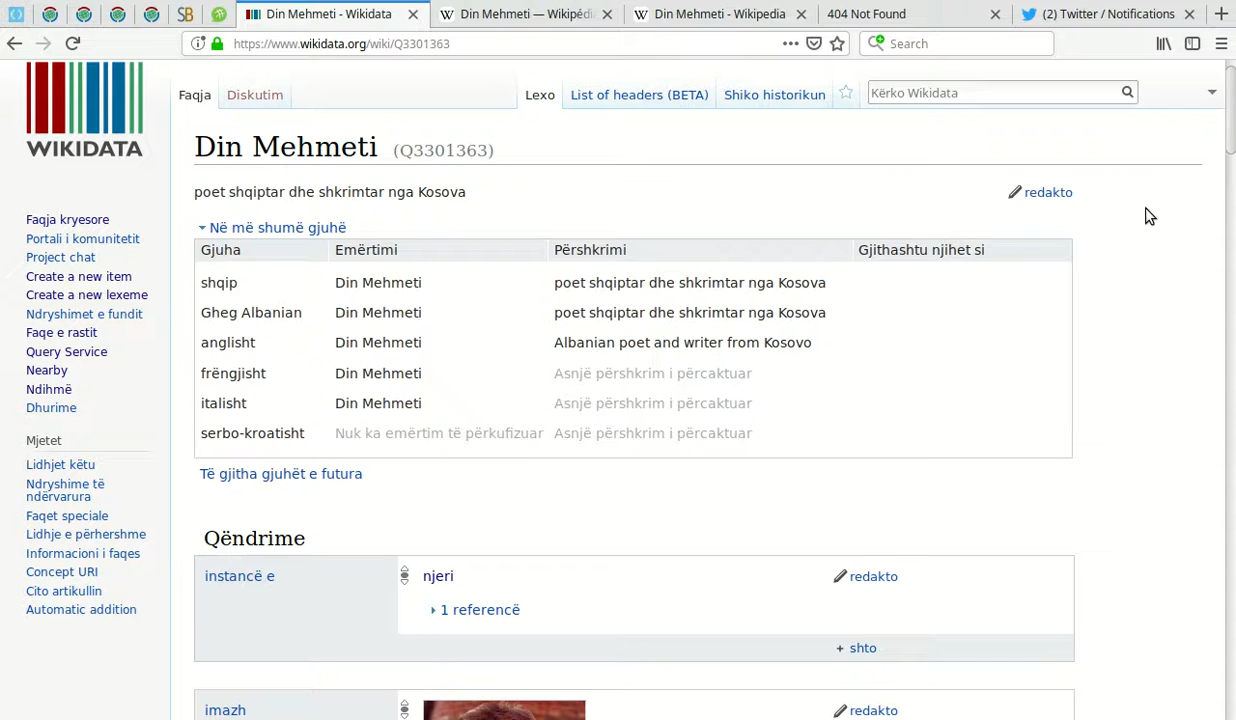 Din Mehmeti - Wikidata
Din Mehmeti — Wikipédi
Din Mehmeti - Wikipedia
404 Not Found
(2) Twitter / Notifications
https://www.wikidata.org/wiki/Q3301363
Search
WIKIDATA
Faqja
Diskutim
Lexo
List of headers (BETA)
Shiko historikun
Kërko Wikidata
Din Mehmeti (Q3301363)
poet shqiptar dhe shkrimtar nga Kosova
redakto
Në më shumë gjuhë
Gjuha Emërtimi Përshkrimi Gjithashtu njihet si
shqip Din Mehmeti poet shqiptar dhe shkrimtar nga Kosova
Gheg Albanian Din Mehmeti poet shqiptar dhe shkrimtar nga Kosova
anglisht Din Mehmeti Albanian poet and writer from Kosovo
frëngjisht Din Mehmeti Asnjë përshkrim i përcaktuar
italisht Din Mehmeti Asnjë përshkrim i përcaktuar
serbo-kroatisht Nuk ka emërtim të përkufizuar Asnjë përshkrim i përcaktuar
Të gjitha gjuhët e futura
Qëndrime
instancë e
njeri
redakto
1 referencë
+ shto
imazh
redakto
Faqja kryesore
Portali i komunitetit
Project chat
Create a new item
Create a new lexeme
Ndryshimet e fundit
Faqe e rastit
Query Service
Nearby
Ndihmë
Dhurime
Mjetet
Lidhjet këtu
Ndryshime të
ndërvarura
Faqet speciale
Lidhje e përhershme
Informacioni i faqes
Concept URI
Cito artikullin
Automatic addition